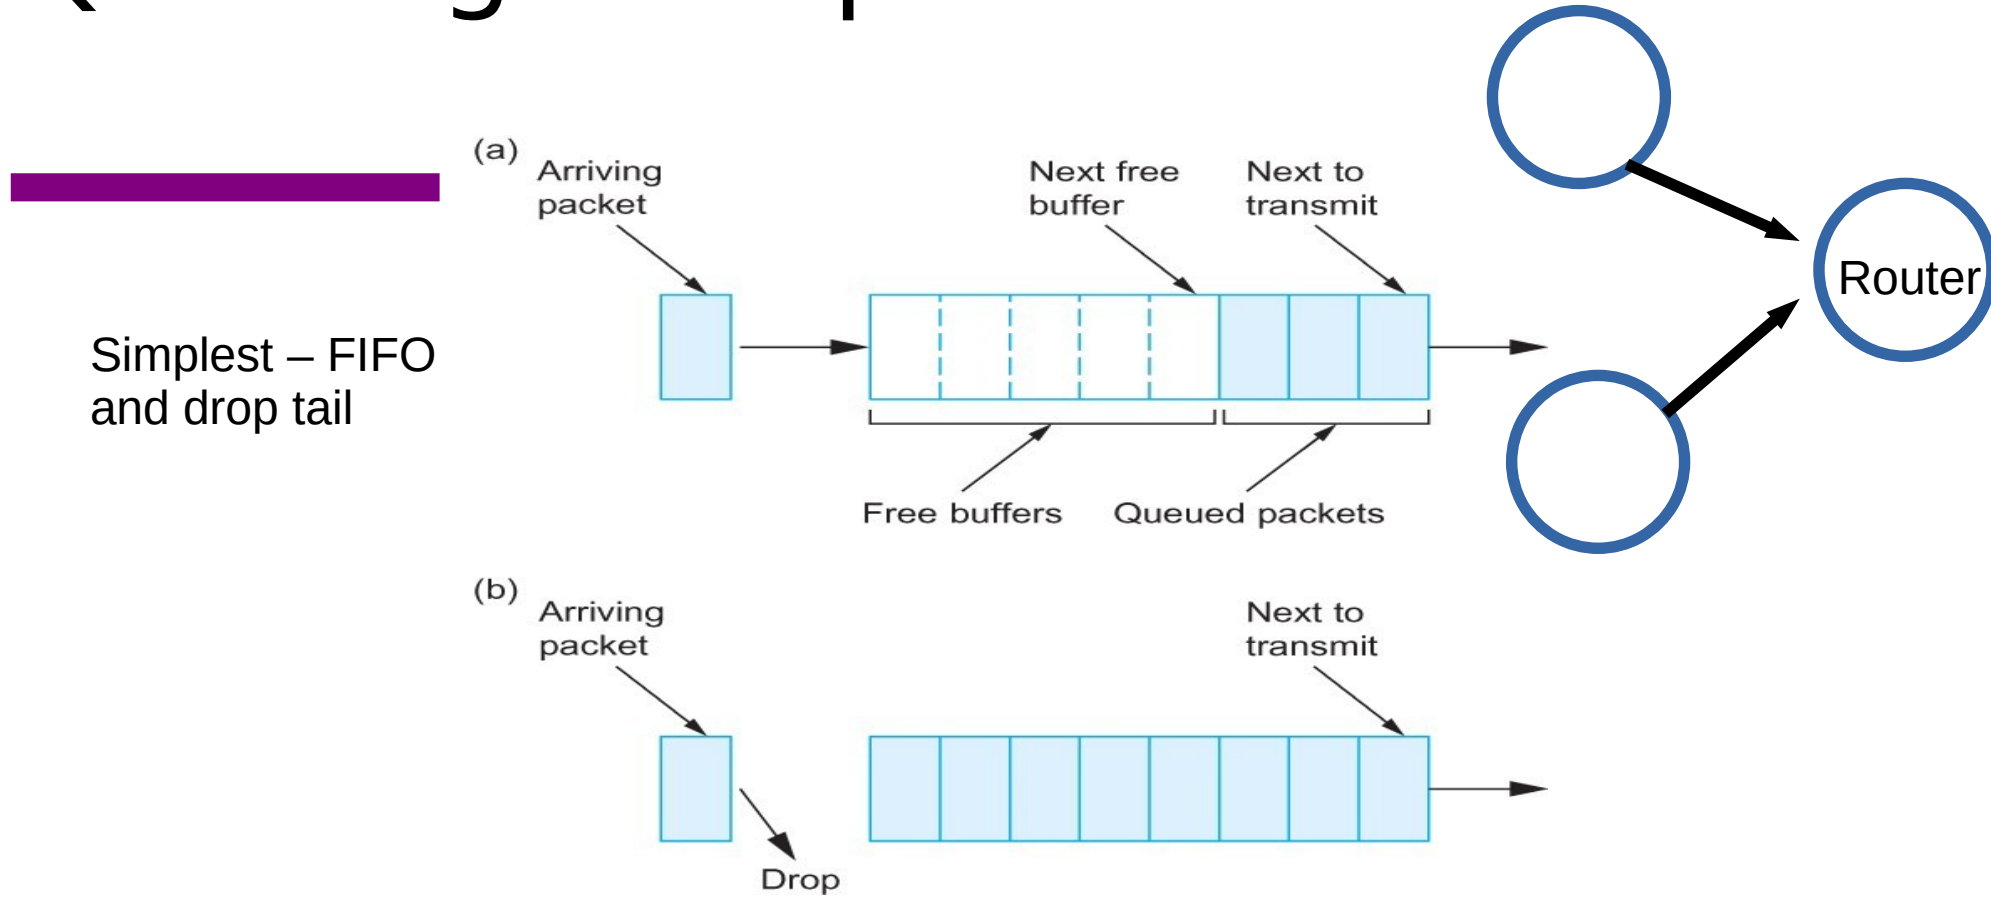 Simplest – FIFO
and drop tail
(a)
Arriving
packet
Next free
buffer
Next to
transmit
Free buffers
Queued packets
(b)
Arriving
packet
Next to
transmit
Drop
Router